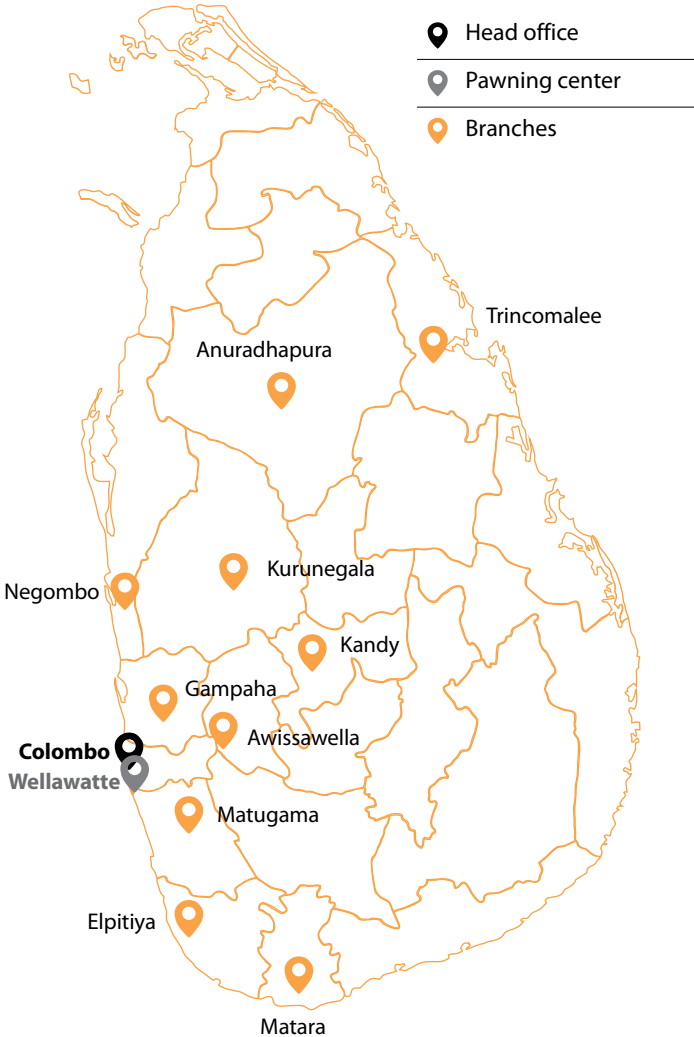 Head office
Pawning center
Branches
Trincomalee
Anuradhapura
Kurunegala
Negombo
Kandy
Gampaha
Awissawella
Colombo
Wellawatte
Matugama
Elpitiya
Matara